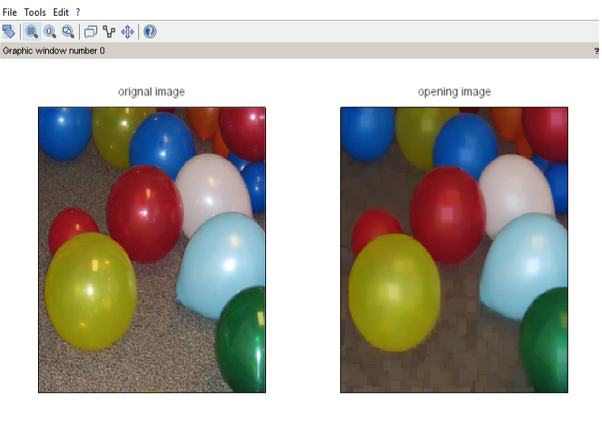 File Tools Edit ?
Graphic window number 0
?
orignal image
opening image